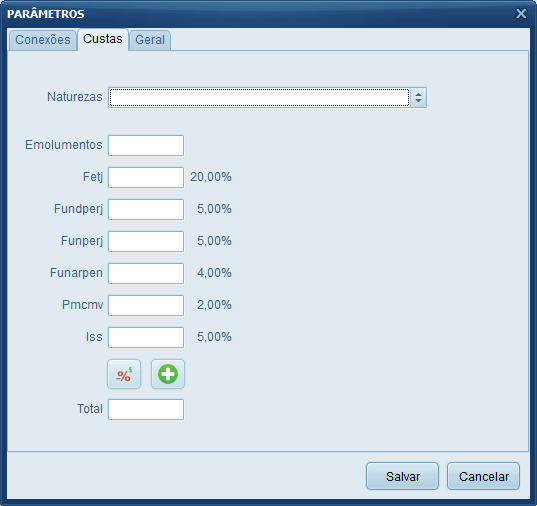 PARÂMETROS
Conexões Custas Geral
Naturezas
Emolumentos
Fetj 20,00%
Fundperj 5,00%
Funperj 5,00%
Funarpen 4,00%
Pmcmv 2,00%
Iss 5,00%
% $
Total
Salvar Cancelar